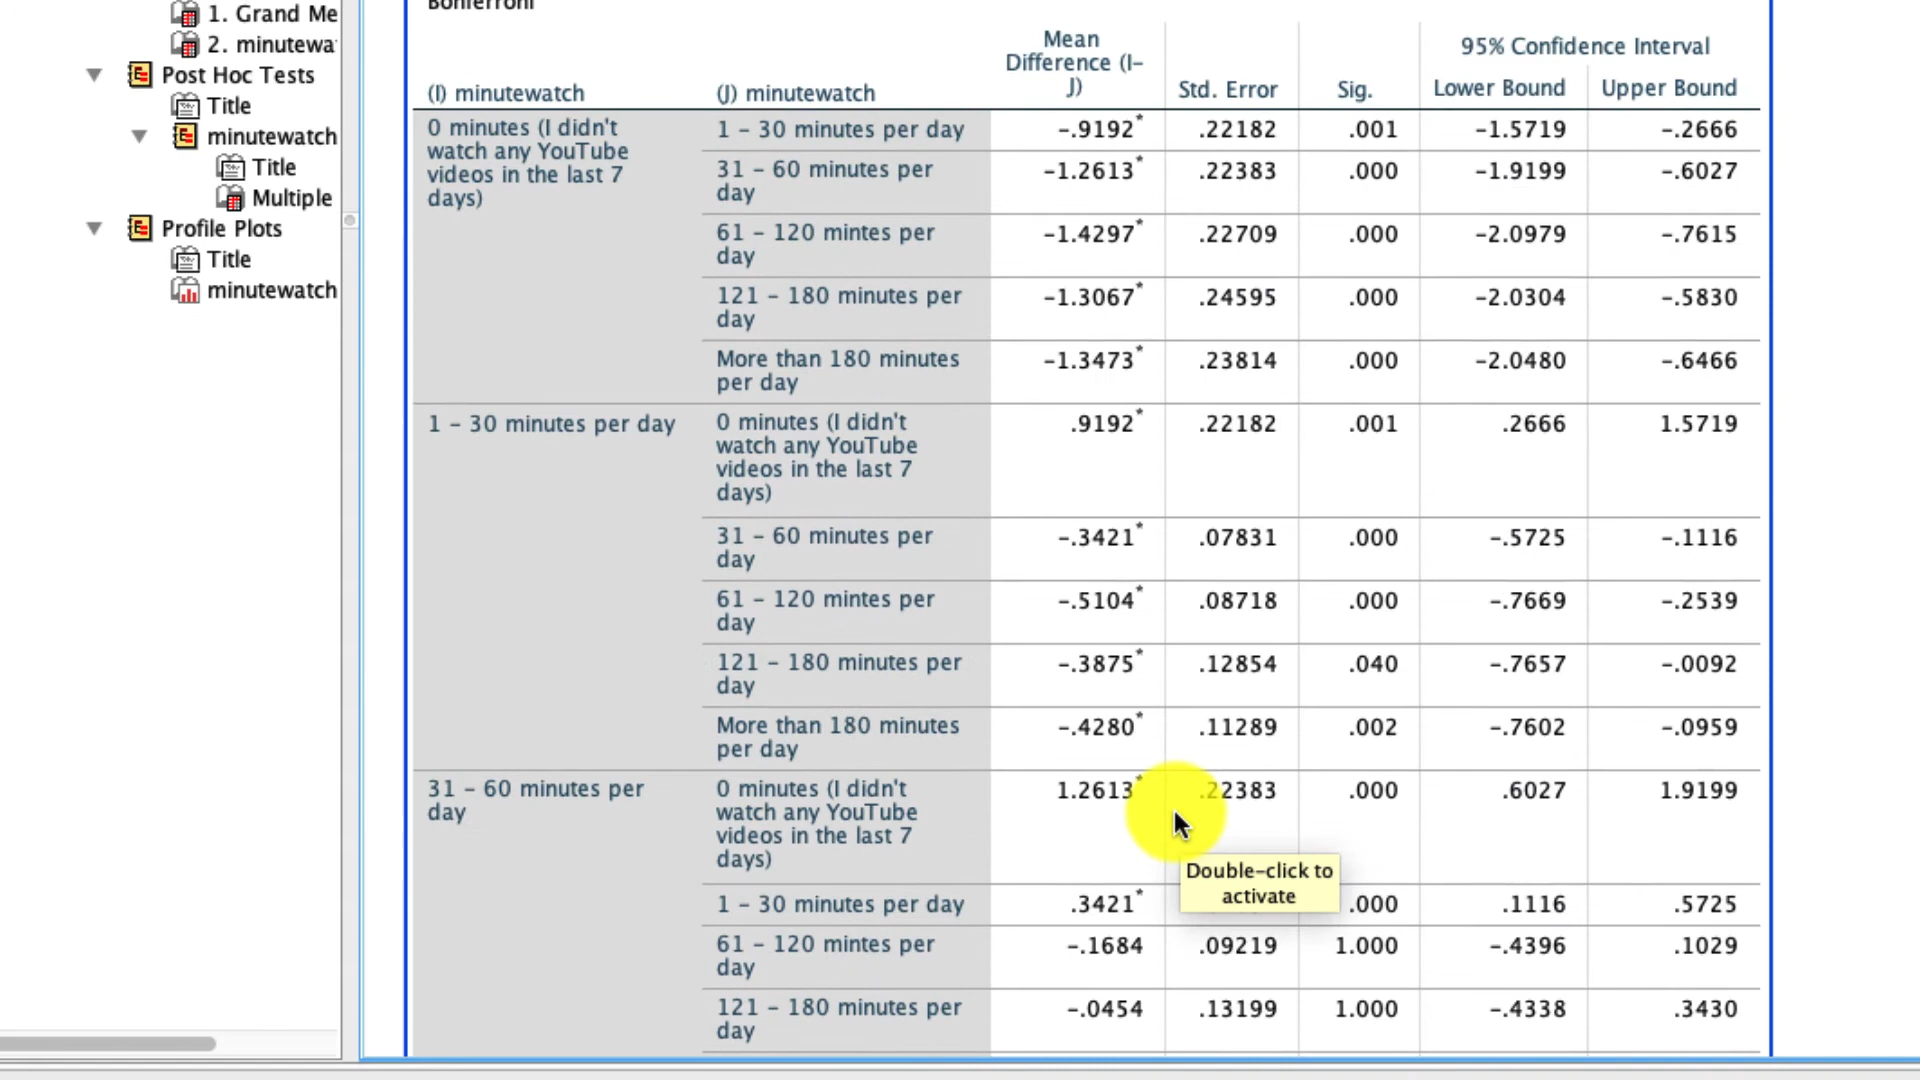 1. Grand Me
2. minutewa
Post Hoc Tests
Title
minutewatch
Title
Multiple
Profile Plots
Title
minutewatch
Bonferroni
Mean
Difference (I-
J)
95% Confidence Interval
(I) minutewatch (J) minutewatch Std. Error Sig. Lower Bound Upper Bound
0 minutes (I didn't
watch any YouTube
videos in the last 7
days)
1 - 30 minutes per day -.9192* .22182 .001 -1.5719 -.2666
31 - 60 minutes per
day
-1.2613* .22383 .000 -1.9199 -.6027
61 - 120 mintes per
day
-1.4297* .22709 .000 -2.0979 -.7615
121 - 180 minutes per
day
-1.3067* .24595 .000 -2.0304 -.5830
More than 180 minutes
per day
-1.3473* .23814 .000 -2.0480 -.6466
1 - 30 minutes per day
0 minutes (I didn't
watch any YouTube
videos in the last 7
days)
.9192* .22182 .001 .2666 1.5719
31 - 60 minutes per
day
-.3421* .07831 .000 -.5725 -.1116
61 - 120 mintes per
day
-.5104* .08718 .000 -.7669 -.2539
121 - 180 minutes per
day
-.3875* .12854 .040 -.7657 -.0092
More than 180 minutes
per day
-.4280* .11289 .002 -.7602 -.0959
31 - 60 minutes per
day
0 minutes (I didn't
watch any YouTube
videos in the last 7
days)
1.2613* .22383 .000 .6027 1.9199
Double-click to
activate
1 - 30 minutes per day .3421* .000 .1116 .5725
61 - 120 mintes per
day
-.1684 .09219 1.000 -.4396 .1029
121 - 180 minutes per
day
-.0454 .13199 1.000 -.4338 .3430